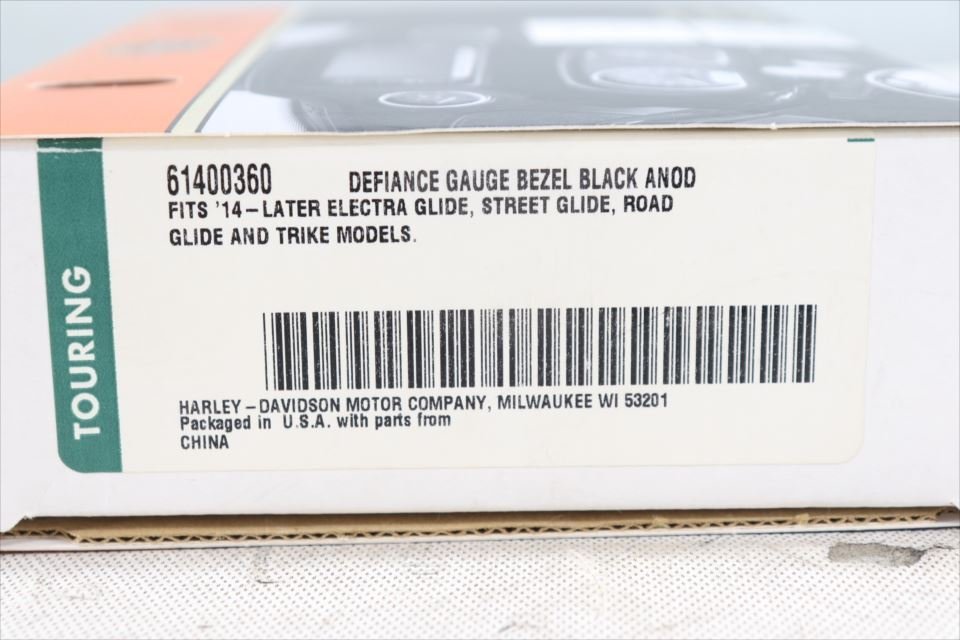 61400360 DEFIANCE GAUGE BEZEL BLACK ANOD
FITS '14-LATER ELECTRA GLIDE, STREET GLIDE, ROAD
GLIDE AND TRIKE MODELS.
TOURING
HARLEY-DAVIDSON MOTOR COMPANY, MILWAUKEE WI 53201
Packaged in U.S.A. with parts from
CHINA